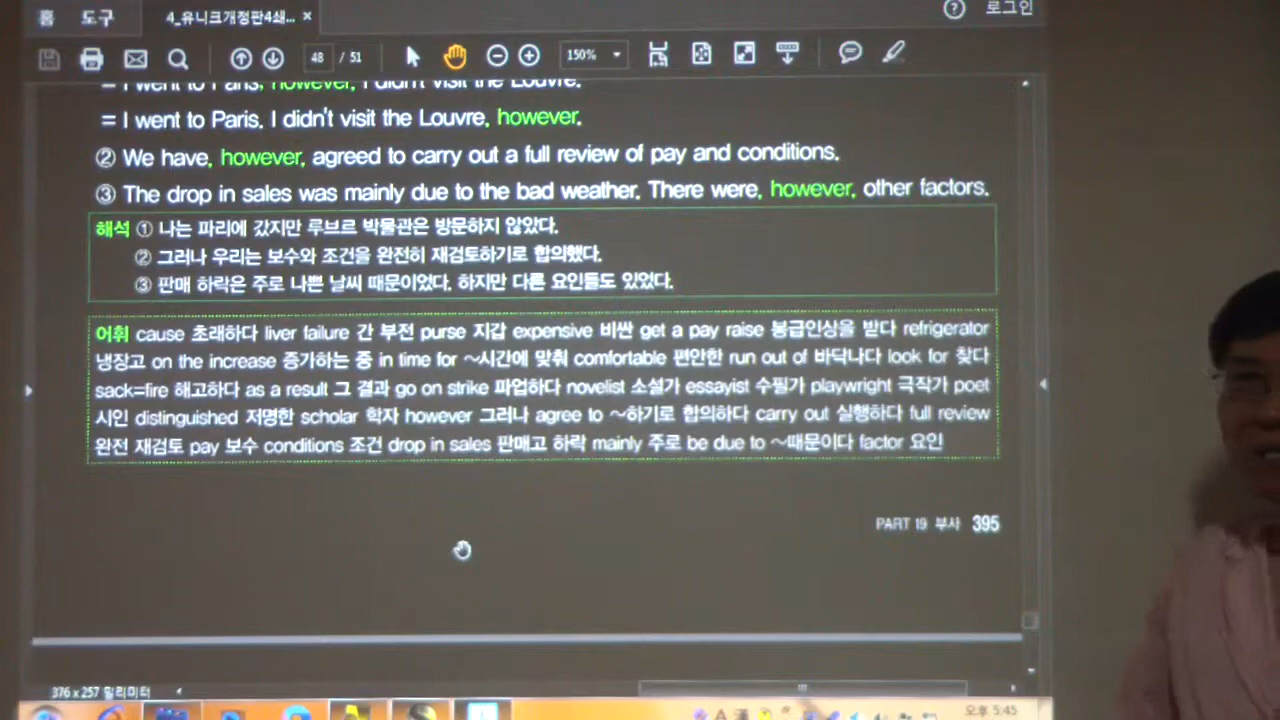 홈 도구 4_유니크개정판4쇄... × ? 로그인
48 / 51 150%
= I went to Paris, however, I didn't visit the Louvre.
= I went to Paris. I didn't visit the Louvre, however.
② We have, however, agreed to carry out a full review of pay and conditions.
③ The drop in sales was mainly due to the bad weather. There were, however, other factors.
해석 ① 나는 파리에 갔지만 루브르 박물관은 방문하지 않았다.
② 그러나 우리는 보수와 조건을 완전히 재검토하기로 합의했다.
③ 판매 하락은 주로 나쁜 날씨 때문이었다. 하지만 다른 요인들도 있었다.
어휘 cause 초래하다 liver failure 간 부전 purse 지갑 expensive 비싼 get a pay raise 봉급인상을 받다 refrigerator
냉장고 on the increase 증가하는 중 in time for ~시간에 맞춰 comfortable 편안한 run out of 바닥나다 look for 찾다
sack=fire 해고하다 as a result 그 결과 go on strike 파업하다 novelist 소설가 essayist 수필가 playwright 극작가 poet
시인 distinguished 저명한 scholar 학자 however 그러나 agree to ~하기로 합의하다 carry out 실행하다 full review
완전 재검토 pay 보수 conditions 조건 drop in sales 판매고 하락 mainly 주로 be due to ~때문이다 factor 요인
PART 19 부사 395
376 x 257 밀리미터
A 漢 오후 5:45